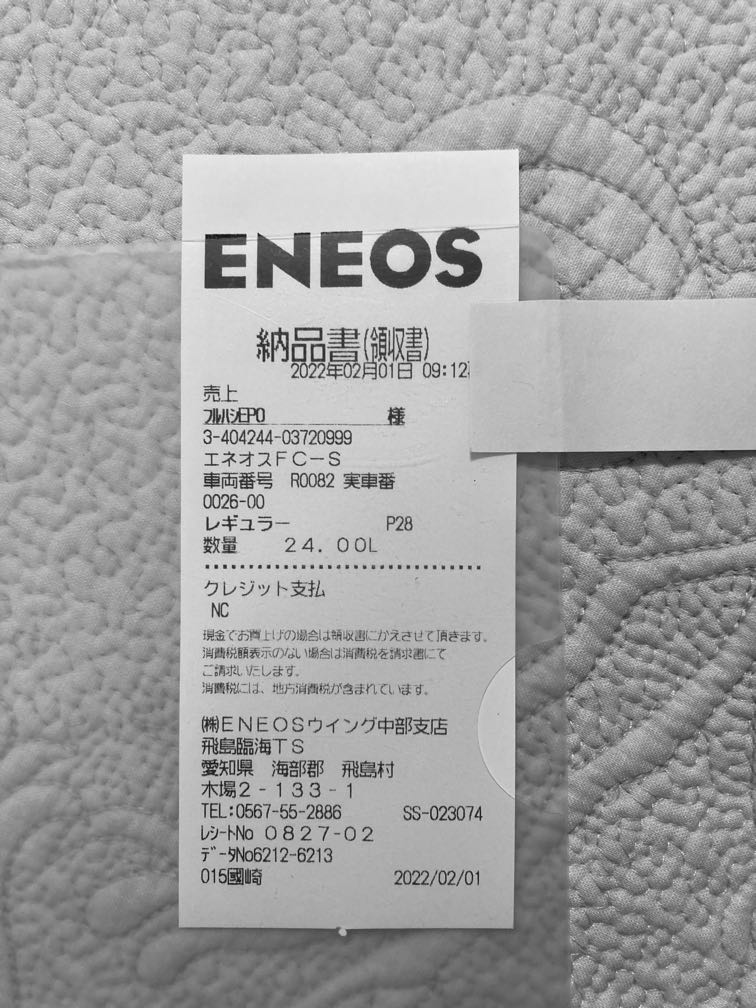 ENEOS
納品書(領収書)
2022年02月01日 09:12
売上
フルハシEPO 様
3-404244-03720999
エネオスFC-S
車両番号 R0082 実車番
0026-00
レギュラー P28
数量 24.00L
クレジット支払
NC
現金でお買上げの場合は領収書にかえさせて頂きます。
消費税額表示のない場合は消費税を請求書にて
ご請求いたします。
消費税には、地方消費税が含まれています。
㈱ENEOSウイング中部支店
飛島臨海TS
愛知県 海部郡 飛島村
木場2-133-1
TEL:0567-55-2886 SS-023074
レシートNo 0827-02
データNo6212-6213
015國崎 2022/02/01